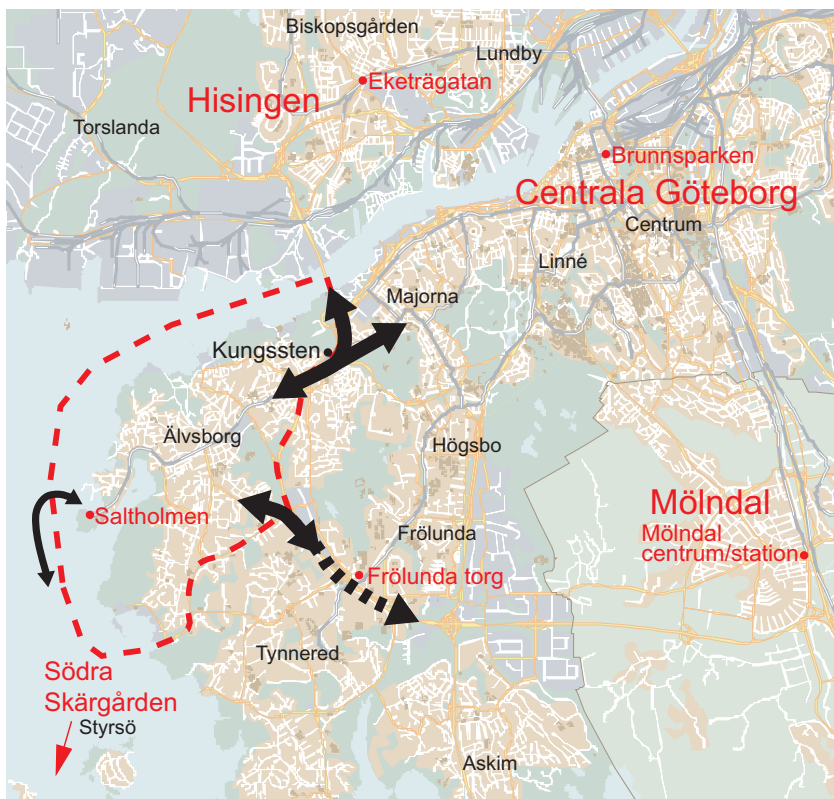 Biskopsgården
Lundby
Eketrägatan
Hisingen
Torslanda
Brunnsparken
Centrala Göteborg
Centrum
Linné
Majorna
Kungssten
Älvsborg
Högsbo
Saltholmen
Mölndal
Mölndal
centrum/station
Frölunda
Frölunda torg
Tynnered
Södra
Skärgården
Styrsö
Askim